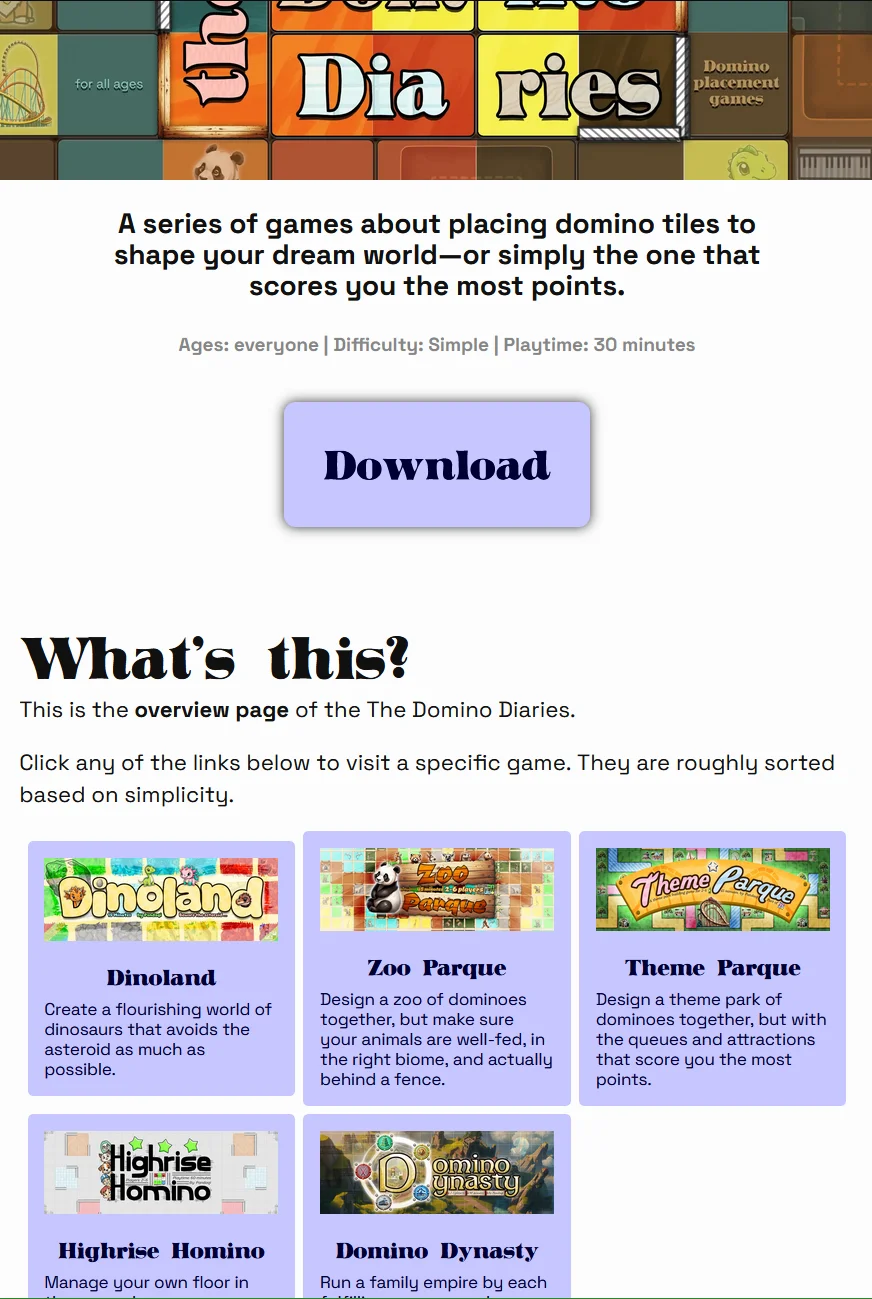 the
Domino
Dia ries
for all ages
Domino
placement
games
A series of games about placing domino tiles to
shape your dream world—or simply the one that
scores you the most points.
Ages: everyone | Difficulty: Simple | Playtime: 30 minutes
Download
What's this?
This is the overview page of the The Domino Diaries.
Click any of the links below to visit a specific game. They are roughly sorted
based on simplicity.
Dinoland
Zoo
Parque
Theme Parque
Dinoland
Zoo Parque
Theme Parque
Create a flourishing world of
dinosaurs that avoids the
asteroid as much as
possible.
Design a zoo of dominoes
together, but make sure
your animals are well-fed, in
the right biome, and actually
behind a fence.
Design a theme park of
dominoes together, but with
the queues and attractions
that score you the most
points.
Highrise
Homino
Domino
Dynasty
Highrise Homino
Domino Dynasty
Manage your own floor in
Run a family empire by each